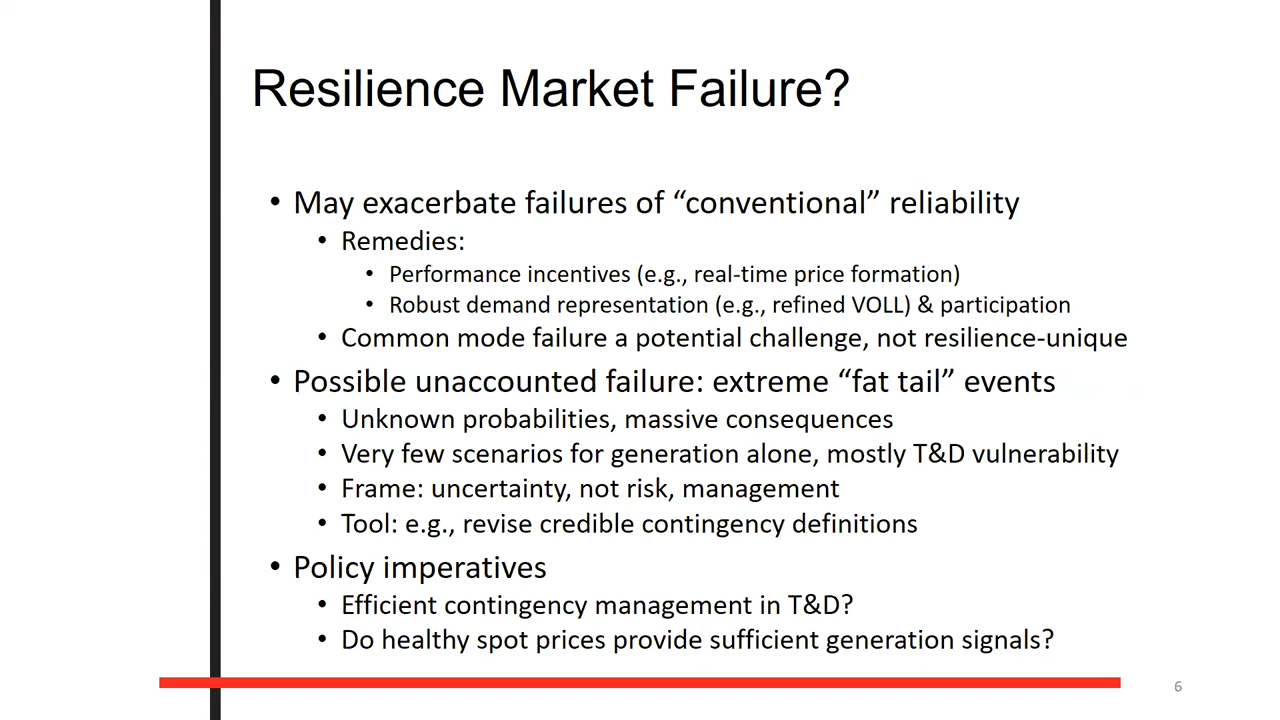 Resilience Market Failure?
• May exacerbate failures of “conventional” reliability
• Remedies:
• Performance incentives (e.g., real-time price formation)
• Robust demand representation (e.g., refined VOLL) & participation
• Common mode failure a potential challenge, not resilience-unique
• Possible unaccounted failure: extreme “fat tail” events
• Unknown probabilities, massive consequences
• Very few scenarios for generation alone, mostly T&D vulnerability
• Frame: uncertainty, not risk, management
• Tool: e.g., revise credible contingency definitions
• Policy imperatives
• Efficient contingency management in T&D?
• Do healthy spot prices provide sufficient generation signals?
6